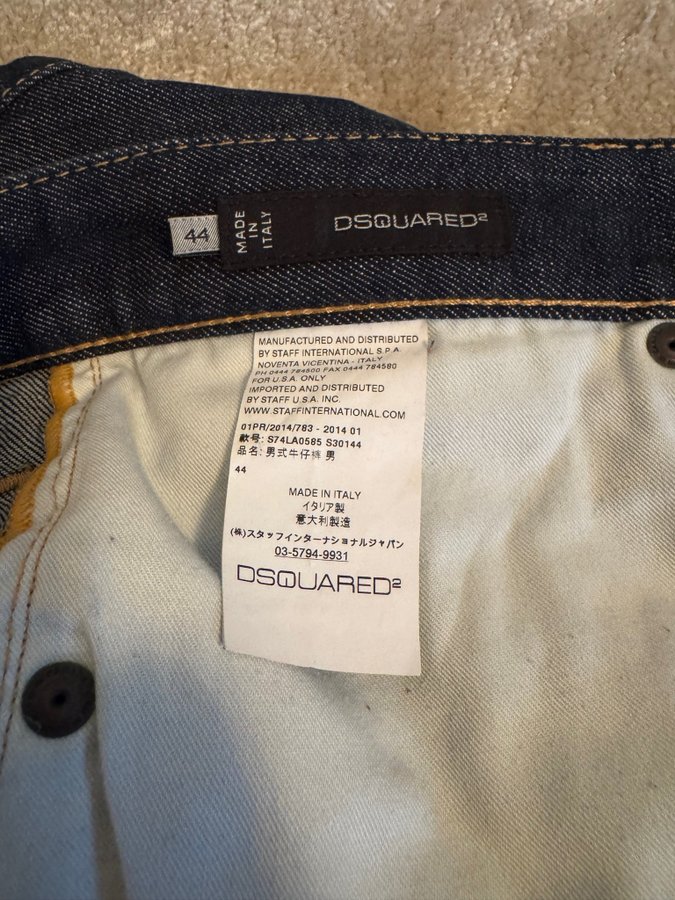 44
MADE
IN
ITALY
DSQUARED²
MANUFACTURED AND DISTRIBUTED
BY STAFF INTERNATIONAL S.P.A.
NOVENTA VICENTINA - ITALY
PH 0444 784500 FAX 0444 784580
FOR U.S.A. ONLY
IMPORTED AND DISTRIBUTED
BY STAFF U.S.A. INC.
WWW.STAFFINTERNATIONAL.COM
01PR/2014/783 - 2014 01
款号: S74LA0585 S30144
品名: 男式牛仔裤 男
44
MADE IN ITALY
イタリア製
意大利製造
(株)スタッフインターナショナルジャパン
03-5794-9931
DSQUARED²